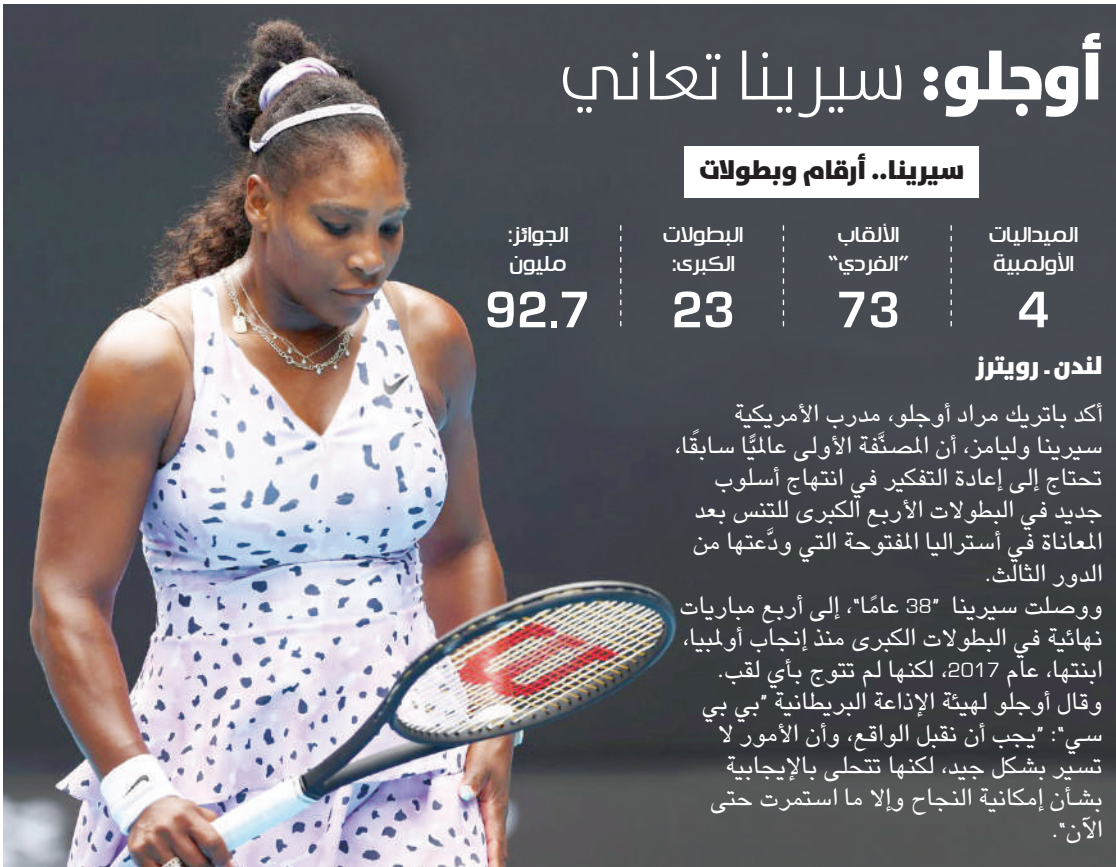 أوجلو: سيرينا تعاني
سيرينا.. أرقام وبطولات
الميداليات
الأولمبية
4
الألقاب
"الفردي"
73
البطولات
الكبرى:
23
الجوائز:
مليون
92.7
لندن. رويترز
أكد باتريك مراد أوجلو، مدرب الأمريكية
سيرينا وليامز، أن المصنَّفة الأولى عالميًّا سابقًا،
تحتاج إلى إعادة التفكير في انتهاج أسلوب
جديد في البطولات الأربع الكبرى للتنس بعد
المعاناة في أستراليا المفتوحة التي ودَّعتها من
الدور الثالث.
ووصلت سيرينا "38 عامًا"، إلى أربع مباريات
نهائية في البطولات الكبرى منذ إنجاب أولمبيا،
ابنتها، عام 2017، لكنها لم تتوج بأي لقب.
وقال أوجلو لهيئة الإذاعة البريطانية "بي بي
سي": "يجب أن نقبل الواقع، وأن الأمور لا
تسير بشكل جيد، لكنها تتحلى بالإيجابية
بشأن إمكانية النجاح وإلا ما استمرت حتى
الآن".